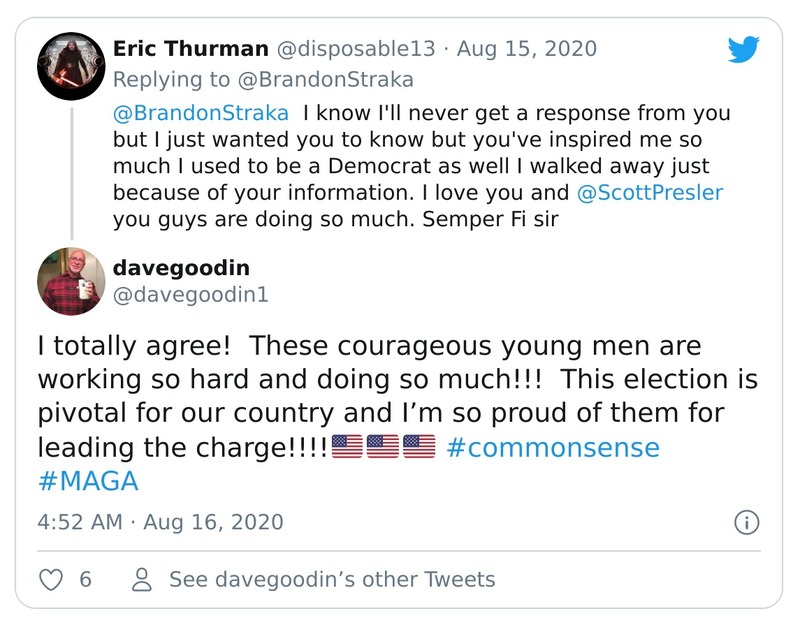 Eric Thurman @disposable13 · Aug 15, 2020
Replying to @BrandonStraka
@BrandonStraka  I know I'll never get a response from you
but I just wanted you to know but you've inspired me so
much I used to be a Democrat as well I walked away just
because of your information. I love you and @ScottPresler
you guys are doing so much. Semper Fi sir
davegoodin
@davegoodin1
I totally agree!  These courageous young men are
working so hard and doing so much!!!  This election is
pivotal for our country and I’m so proud of them for
leading the charge!!!!🇺🇸🇺🇸🇺🇸 #commonsense
#MAGA
4:52 AM · Aug 16, 2020
6 See davegoodin’s other Tweets